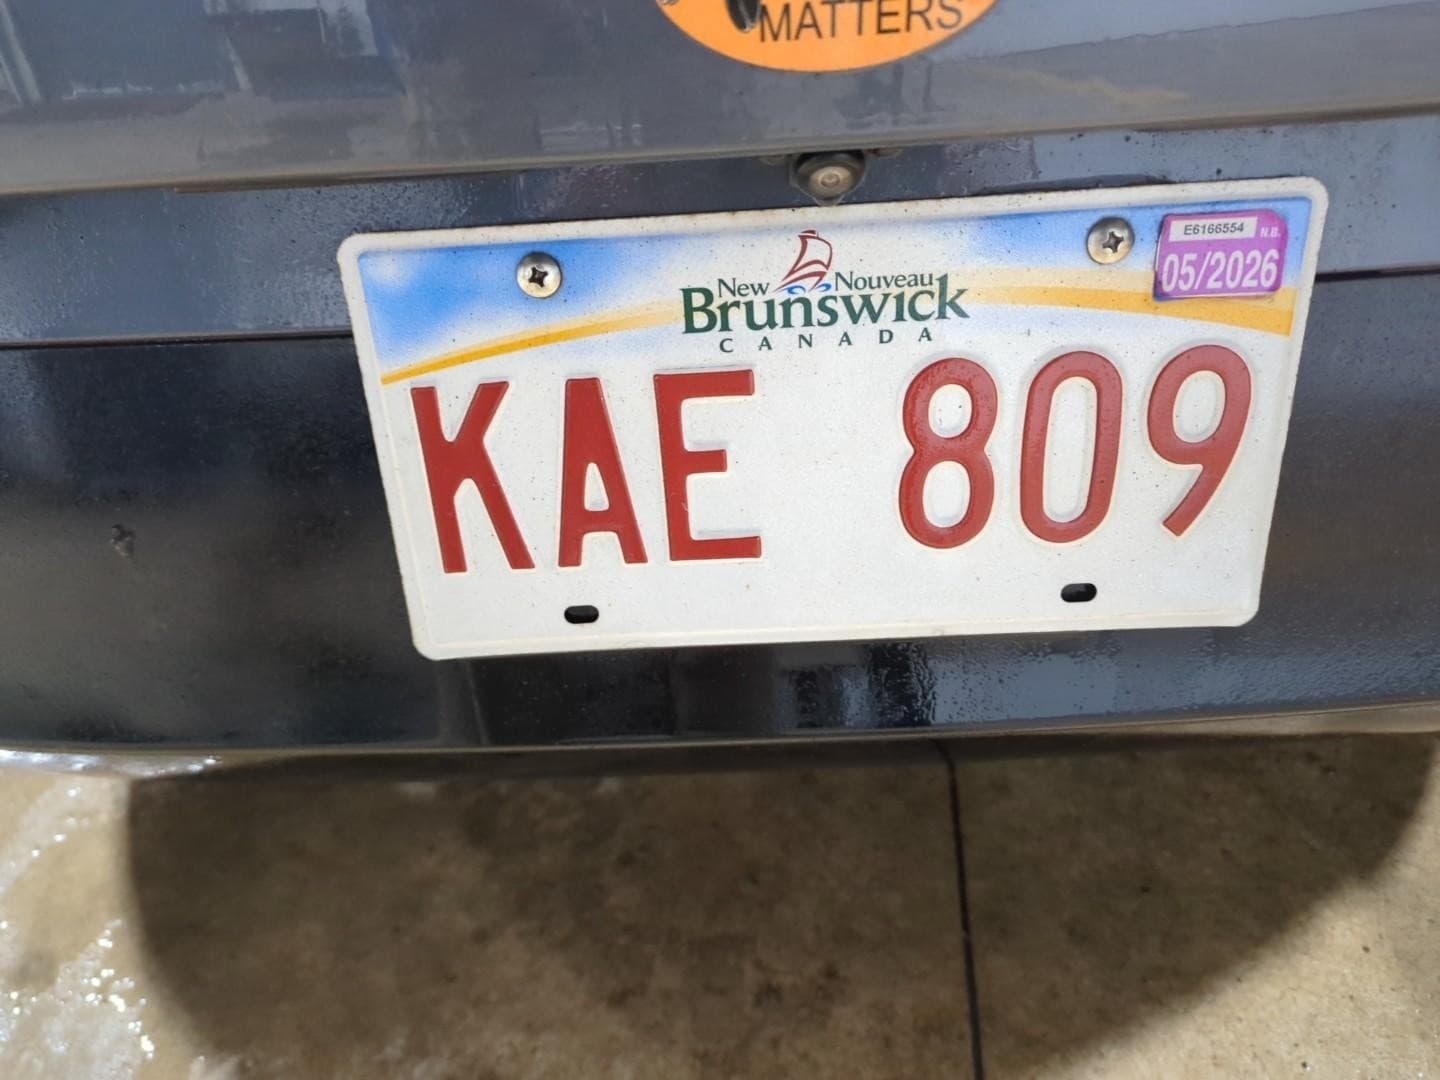 MATTERS
E6166554
N.B.
05/2026
New Nouveau
Brunswick
CANADA
KAE 809